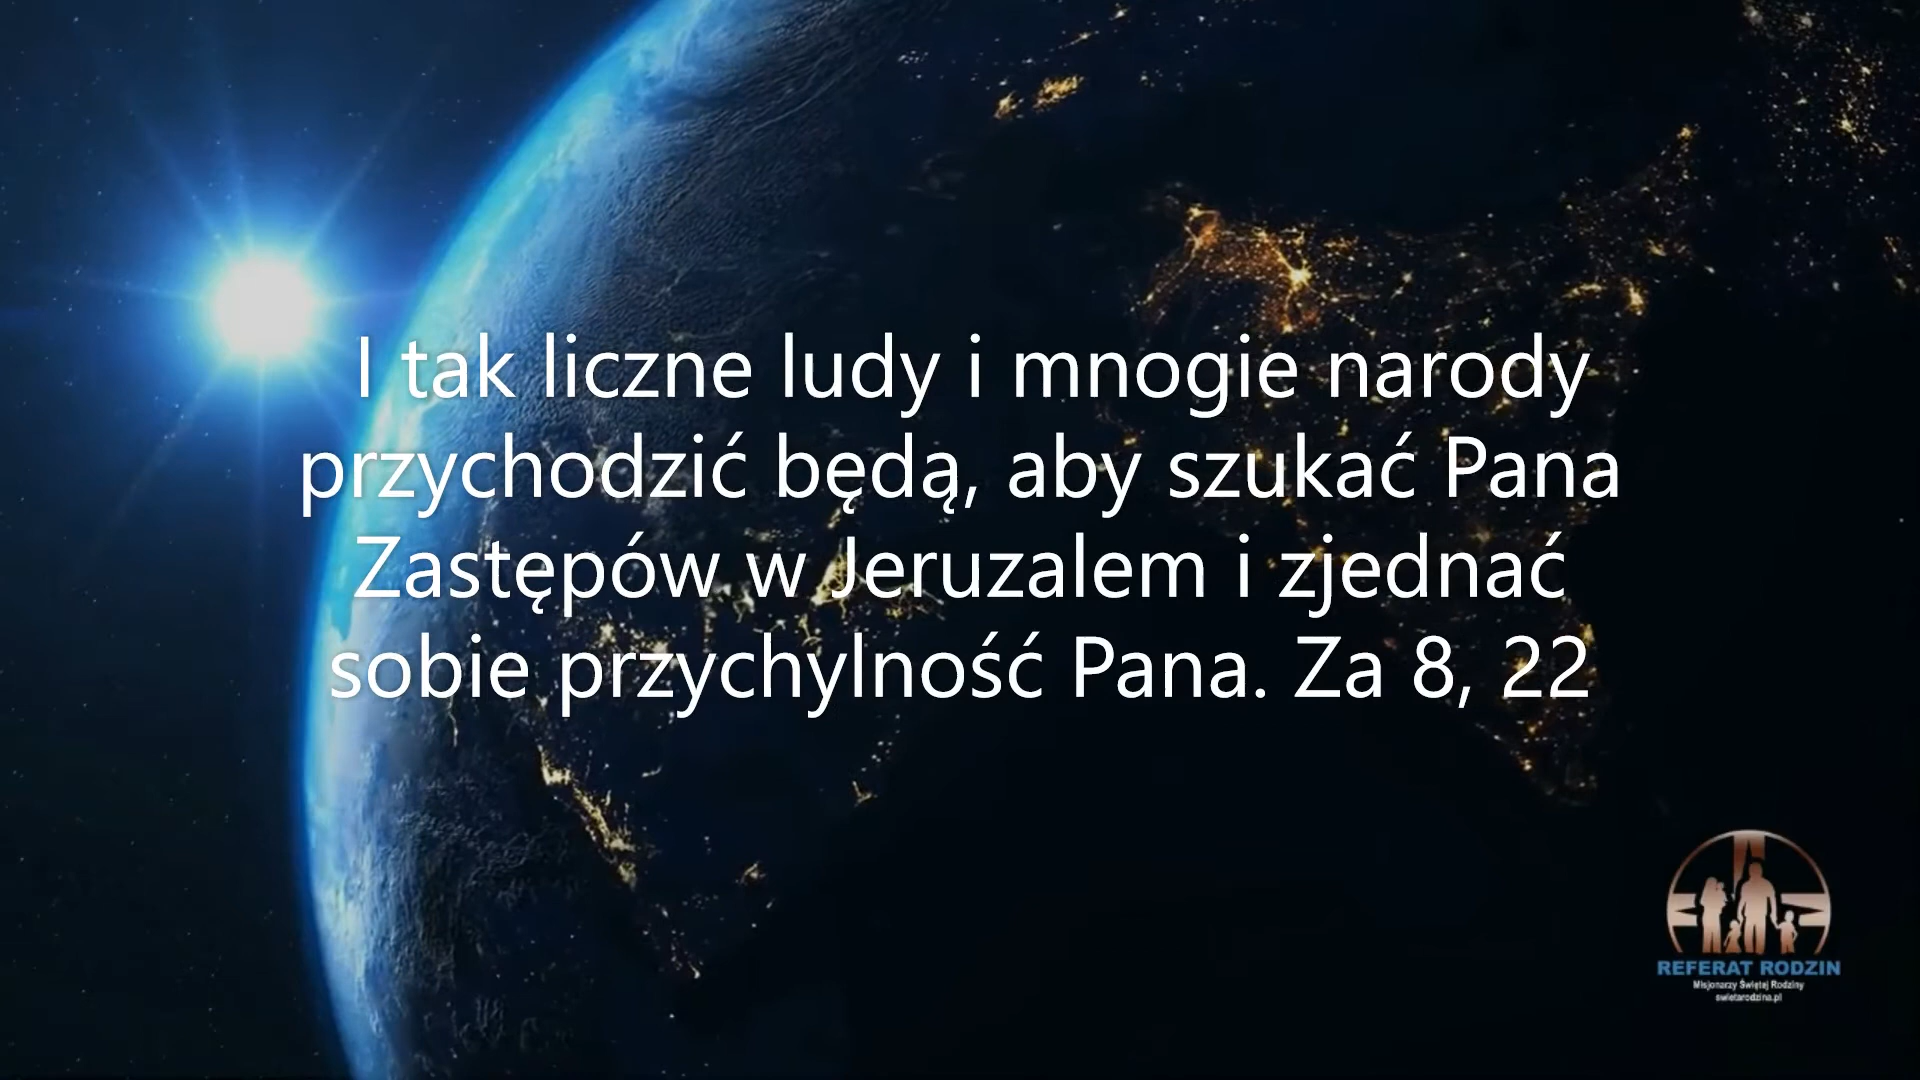 I tak liczne ludy i mnogie narody
przychodzić będą, aby szukać Pana
Zastępów w Jeruzalem i zjednać
sobie przychylność Pana. Za 8, 22
REFERAT RODZIN
Misjonarzy Świętej Rodziny
swietarodzina.pl